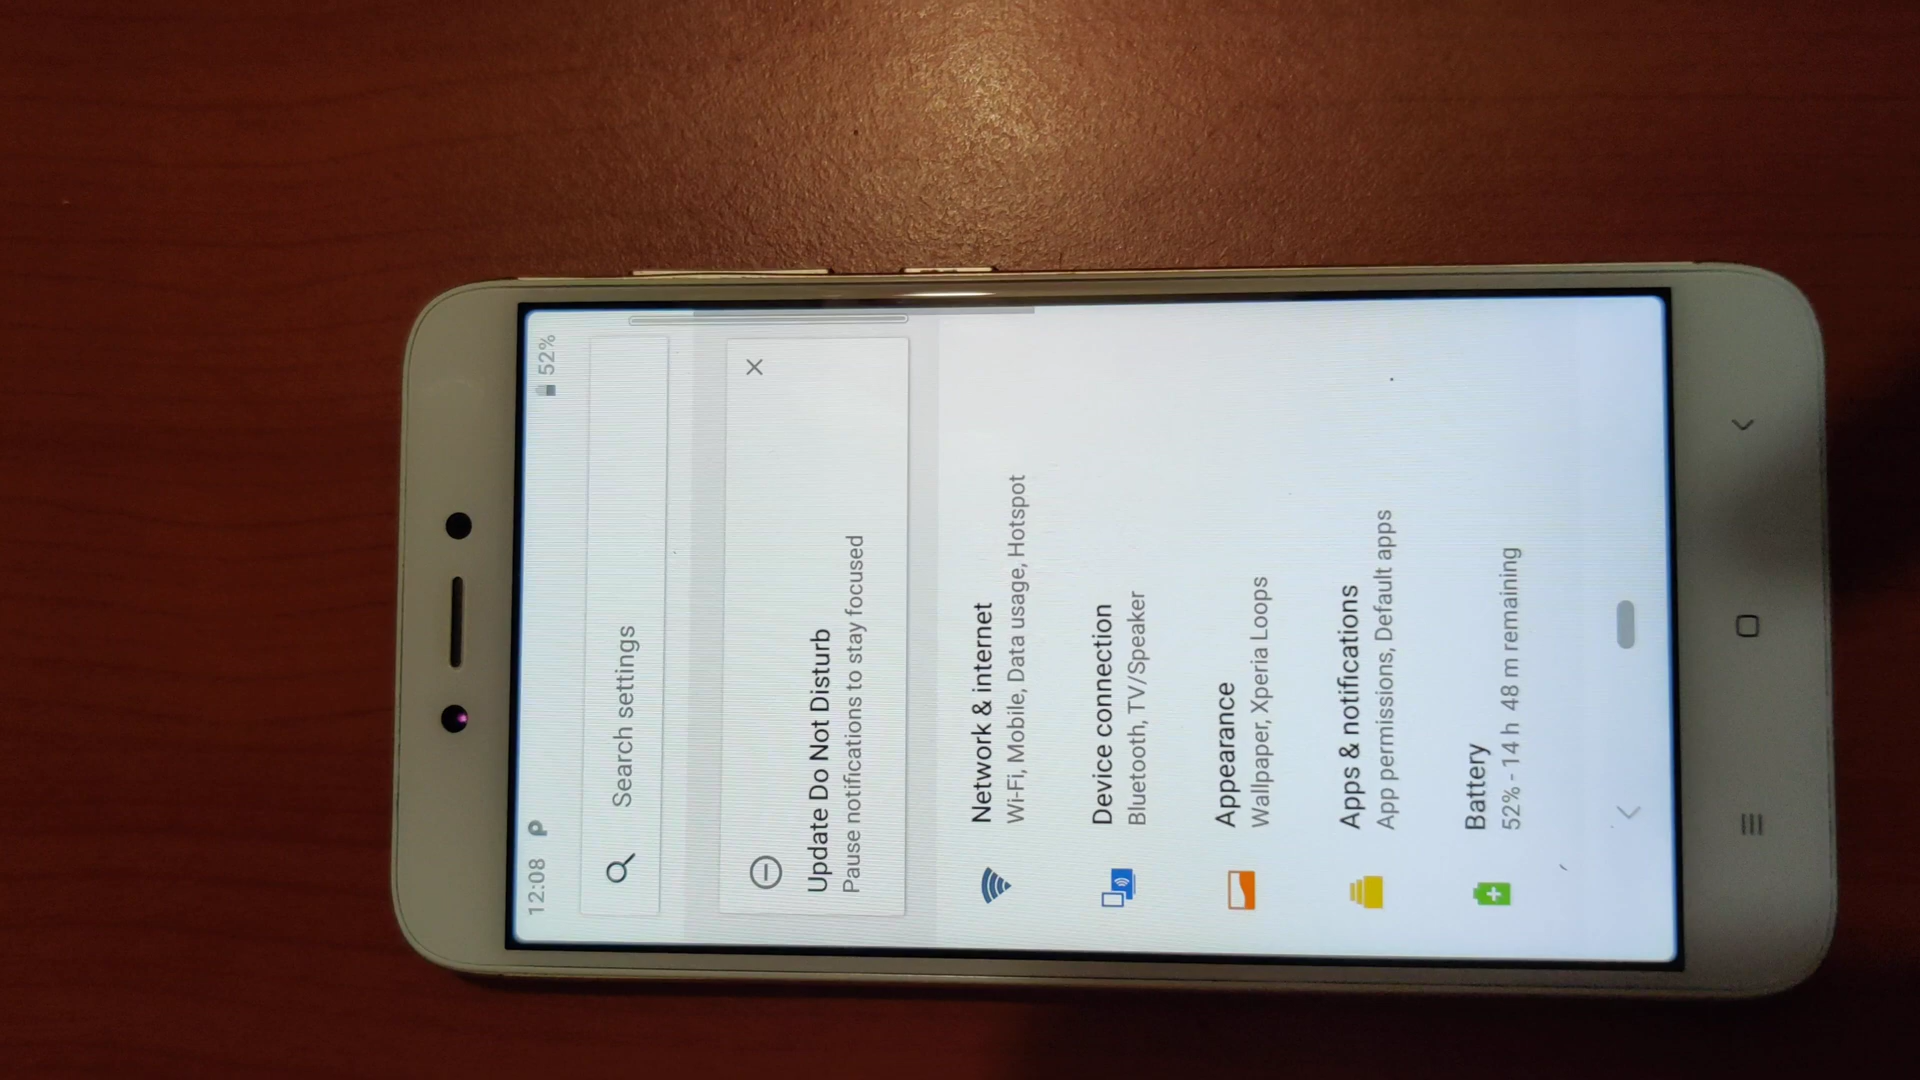 12:08
52%
Search settings
Update Do Not Disturb
Pause notifications to stay focused
Network & internet
Wi-Fi, Mobile, Data usage, Hotspot
Device connection
Bluetooth, TV/Speaker
Appearance
Wallpaper, Xperia Loops
Apps & notifications
App permissions, Default apps
Battery
52% - 14 h 48 m remaining